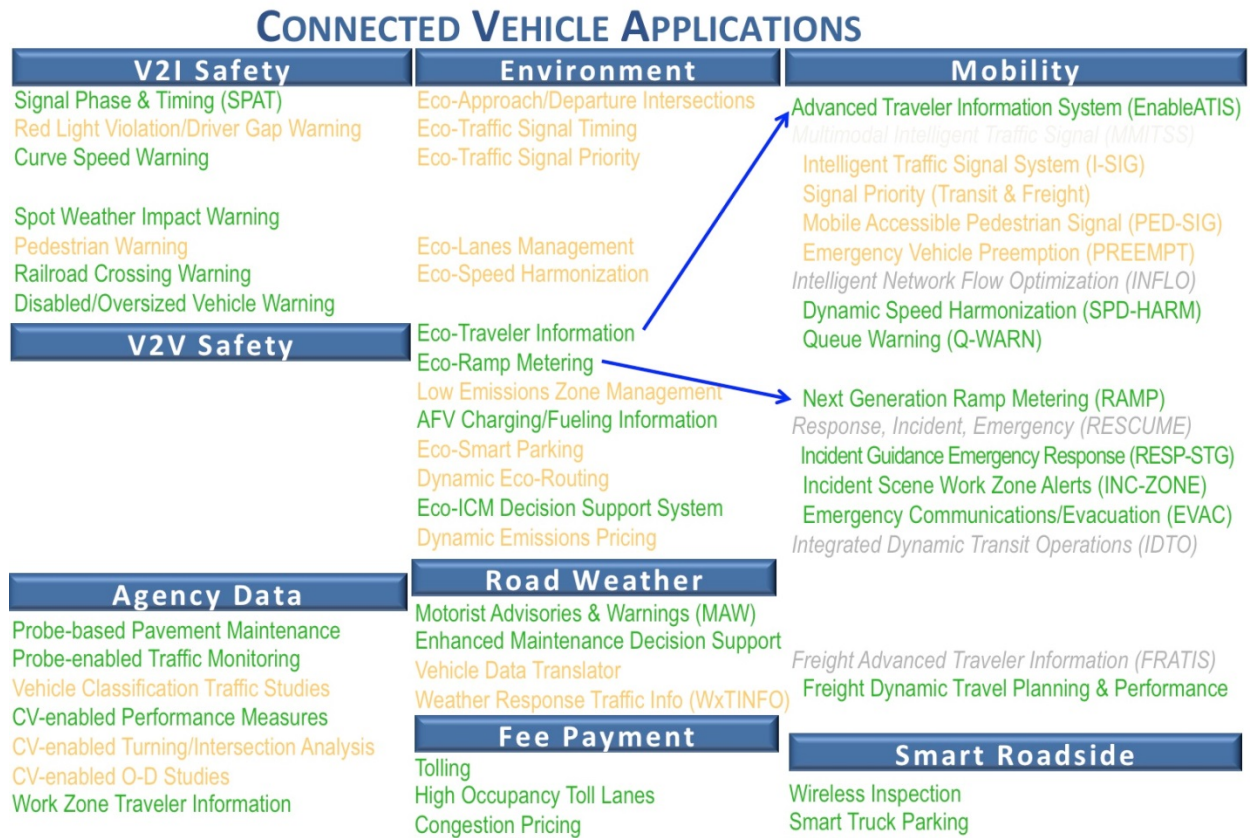 CONNECTED VEHICLE APPLICATIONS
V2I Safety
Signal Phase & Timing (SPAT)
Red Light Violation/Driver Gap Warning
Curve Speed Warning
Spot Weather Impact Warning
Pedestrian Warning
Railroad Crossing Warning
Disabled/Oversized Vehicle Warning
V2V Safety
Agency Data
Probe-based Pavement Maintenance
Probe-enabled Traffic Monitoring
Vehicle Classification Traffic Studies
CV-enabled Performance Measures
CV-enabled Turning/Intersection Analysis
CV-enabled O-D Studies
Work Zone Traveler Information
Environment
Eco-Approach/Departure Intersections
Eco-Traffic Signal Timing
Eco-Traffic Signal Priority
Eco-Lanes Management
Eco-Speed Harmonization
Eco-Traveler Information
Eco-Ramp Metering
Low Emissions Zone Management
AFV Charging/Fueling Information
Eco-Smart Parking
Dynamic Eco-Routing
Eco-ICM Decision Support System
Dynamic Emissions Pricing
Road Weather
Motorist Advisories & Warnings (MAW)
Enhanced Maintenance Decision Support
Vehicle Data Translator
Weather Response Traffic Info (WxTINFO)
Fee Payment
Tolling
High Occupancy Toll Lanes
Congestion Pricing
Mobility
Advanced Traveler Information System (EnableATIS)
Multimodal Intelligent Traffic Signal (MMITSS)
Intelligent Traffic Signal System (I-SIG)
Signal Priority (Transit & Freight)
Mobile Accessible Pedestrian Signal (PED-SIG)
Emergency Vehicle Preemption (PREEMPT)
Intelligent Network Flow Optimization (INFLO)
Dynamic Speed Harmonization (SPD-HARM)
Queue Warning (Q-WARN)
Next Generation Ramp Metering (RAMP)
Response, Incident, Emergency (RESCUME)
Incident Guidance Emergency Response (RESP-STG)
Incident Scene Work Zone Alerts (INC-ZONE)
Emergency Communications/Evacuation (EVAC)
Integrated Dynamic Transit Operations (IDTO)
Freight Advanced Traveler Information (FRATIS)
Freight Dynamic Travel Planning & Performance
Smart Roadside
Wireless Inspection
Smart Truck Parking